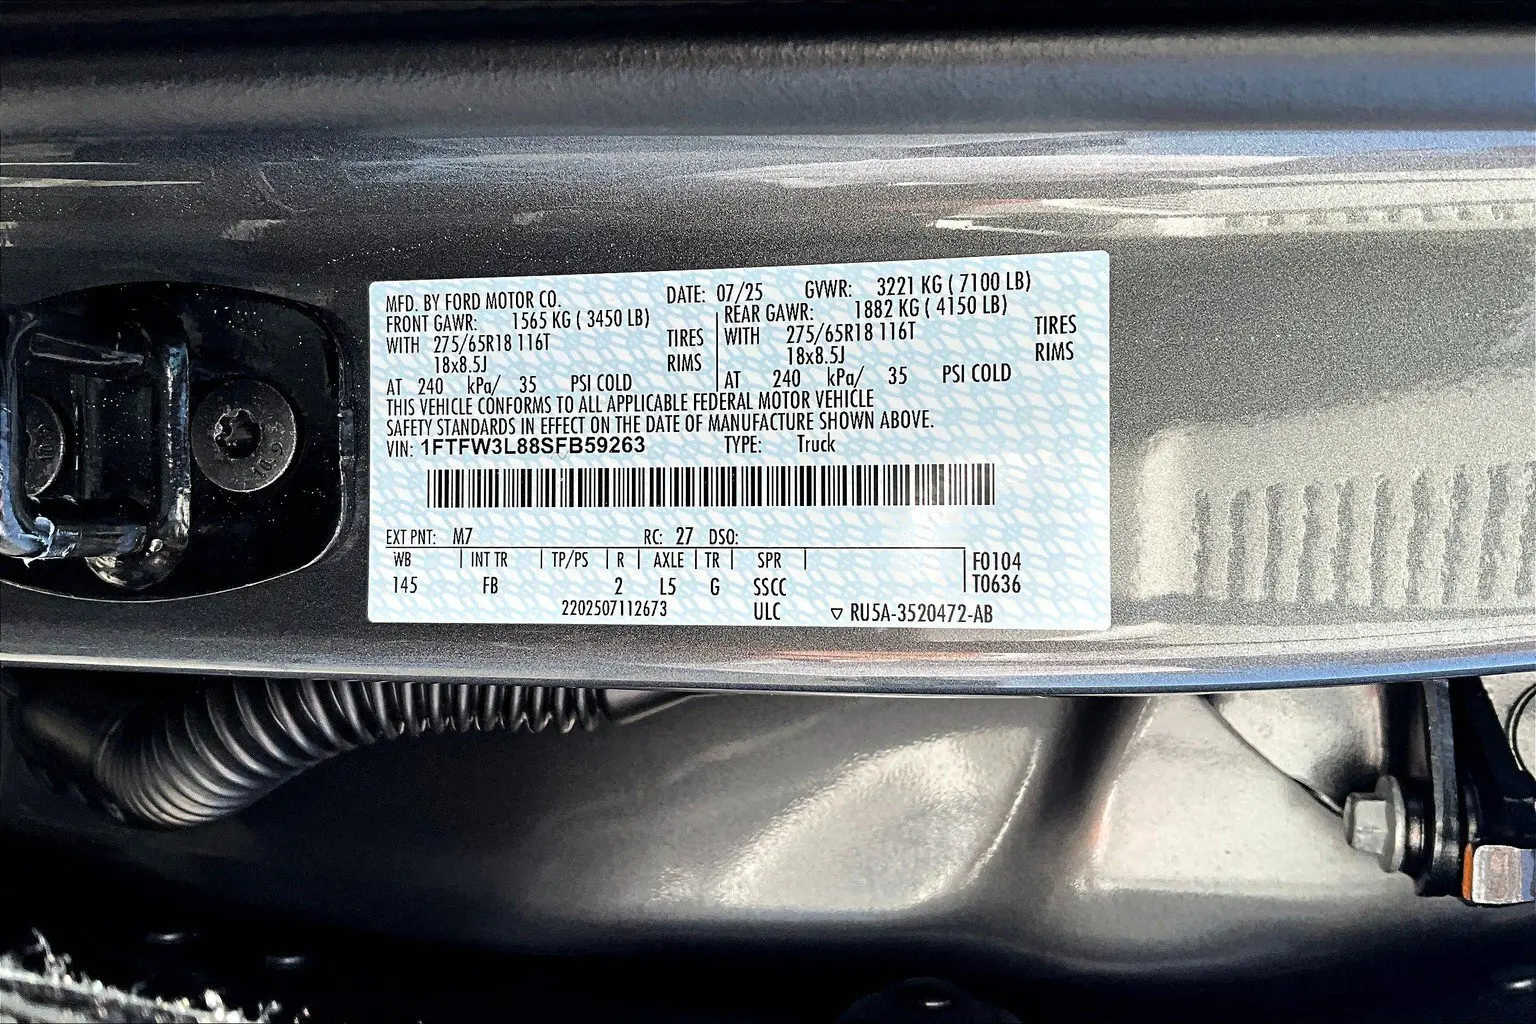 MFD. BY FORD MOTOR CO. DATE: 07/25 GVWR: 3221 KG ( 7100 LB)
FRONT GAWR: 1565 KG ( 3450 LB) REAR GAWR: 1882 KG ( 4150 LB)
WITH 275/65R18 116T TIRES WITH 275/65R18 116T TIRES
18x8.5J RIMS 18x8.5J RIMS
AT 240 kPa/ 35 PSI COLD AT 240 kPa/ 35 PSI COLD
THIS VEHICLE CONFORMS TO ALL APPLICABLE FEDERAL MOTOR VEHICLE
SAFETY STANDARDS IN EFFECT ON THE DATE OF MANUFACTURE SHOWN ABOVE.
VIN: 1FTFW3L88SFB59263 TYPE: Truck
EXT PNT: M7 RC: 27 DSO:
WB INT TR TP/PS R AXLE TR SPR F0104
145 FB 2 L5 G SSCC T0636
2202507112673 ULC ▽ RU5A-3520472-AB